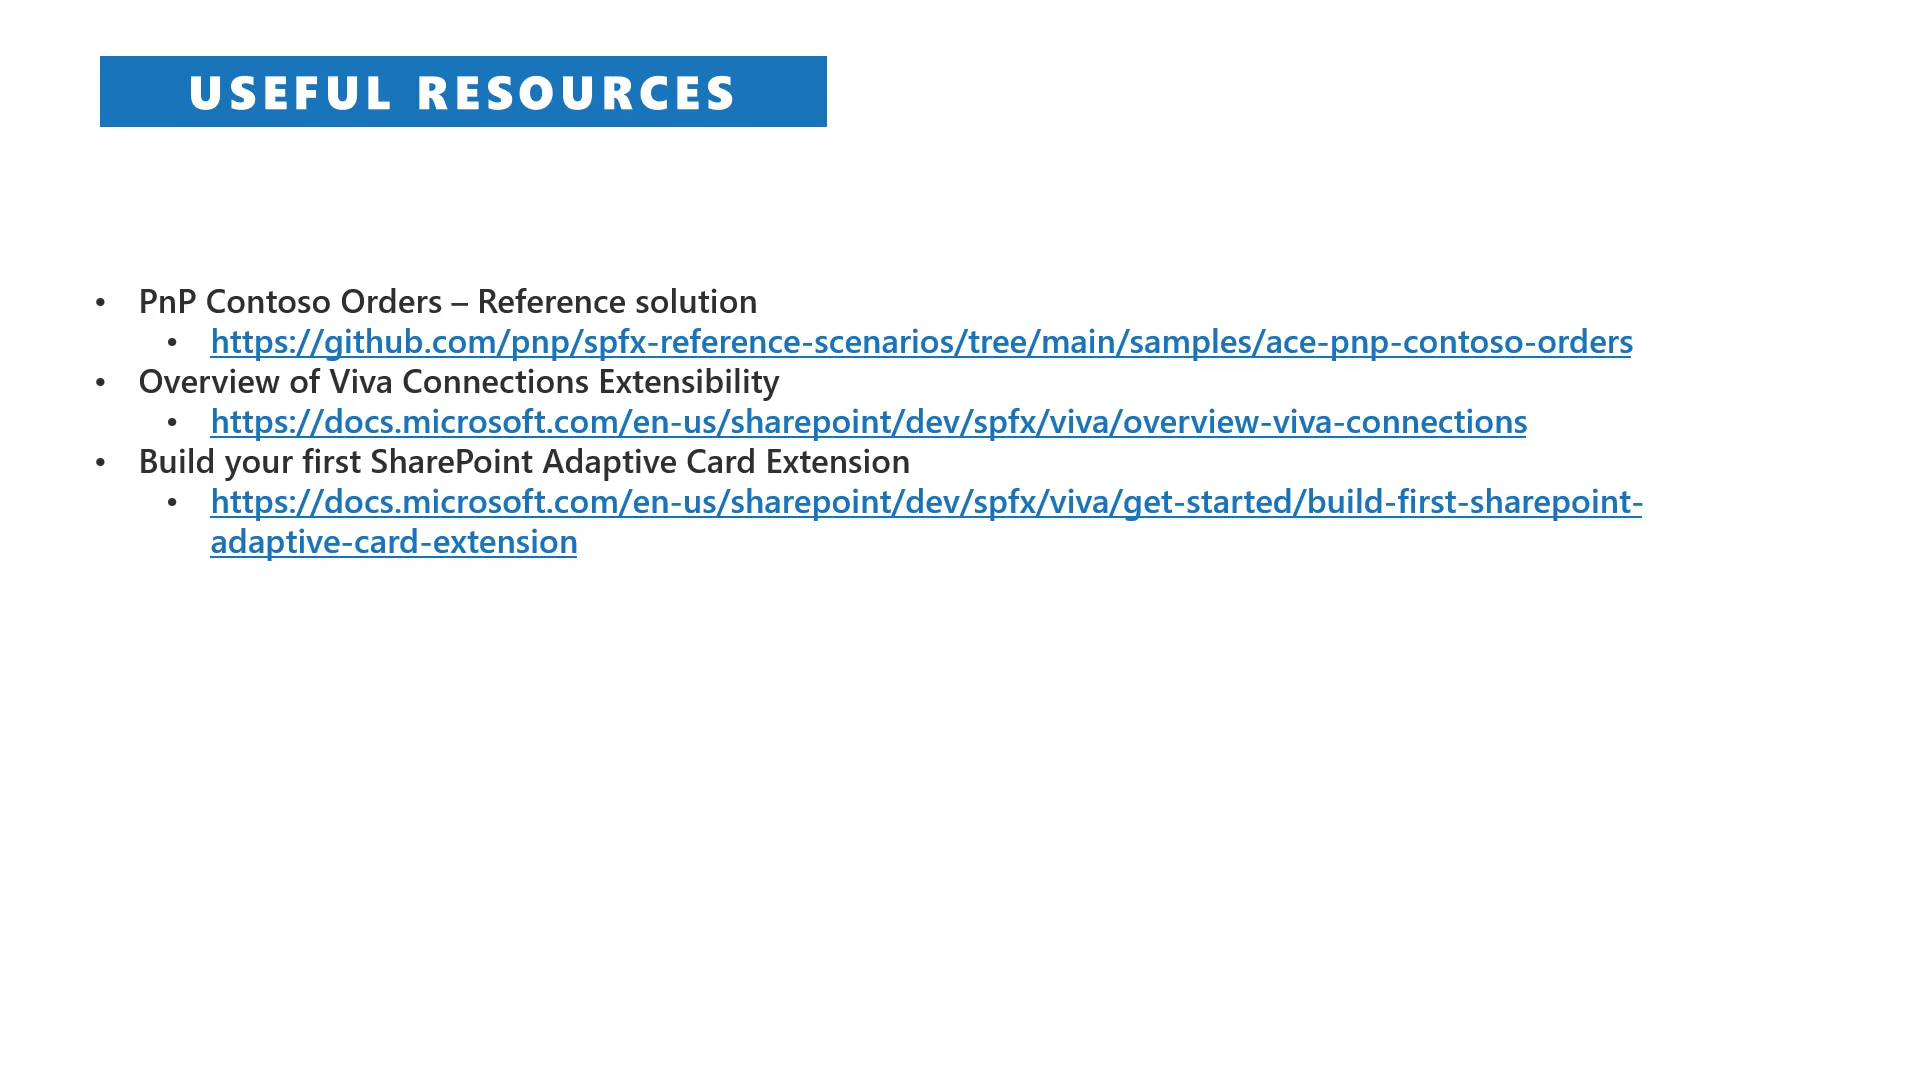 USEFUL RESOURCES
• PnP Contoso Orders – Reference solution
• https://github.com/pnp/spfx-reference-scenarios/tree/main/samples/ace-pnp-contoso-orders
• Overview of Viva Connections Extensibility
• https://docs.microsoft.com/en-us/sharepoint/dev/spfx/viva/overview-viva-connections
• Build your first SharePoint Adaptive Card Extension
• https://docs.microsoft.com/en-us/sharepoint/dev/spfx/viva/get-started/build-first-sharepoint-
adaptive-card-extension